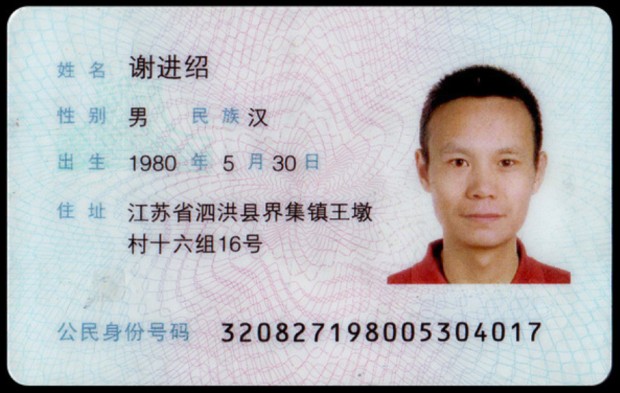 姓名 谢进绍
性别 男 民族 汉
出生 1980 年 5 月 30 日
住址 江苏省泗洪县界集镇王墩
村十六组16号
公民身份号码 320827198005304017